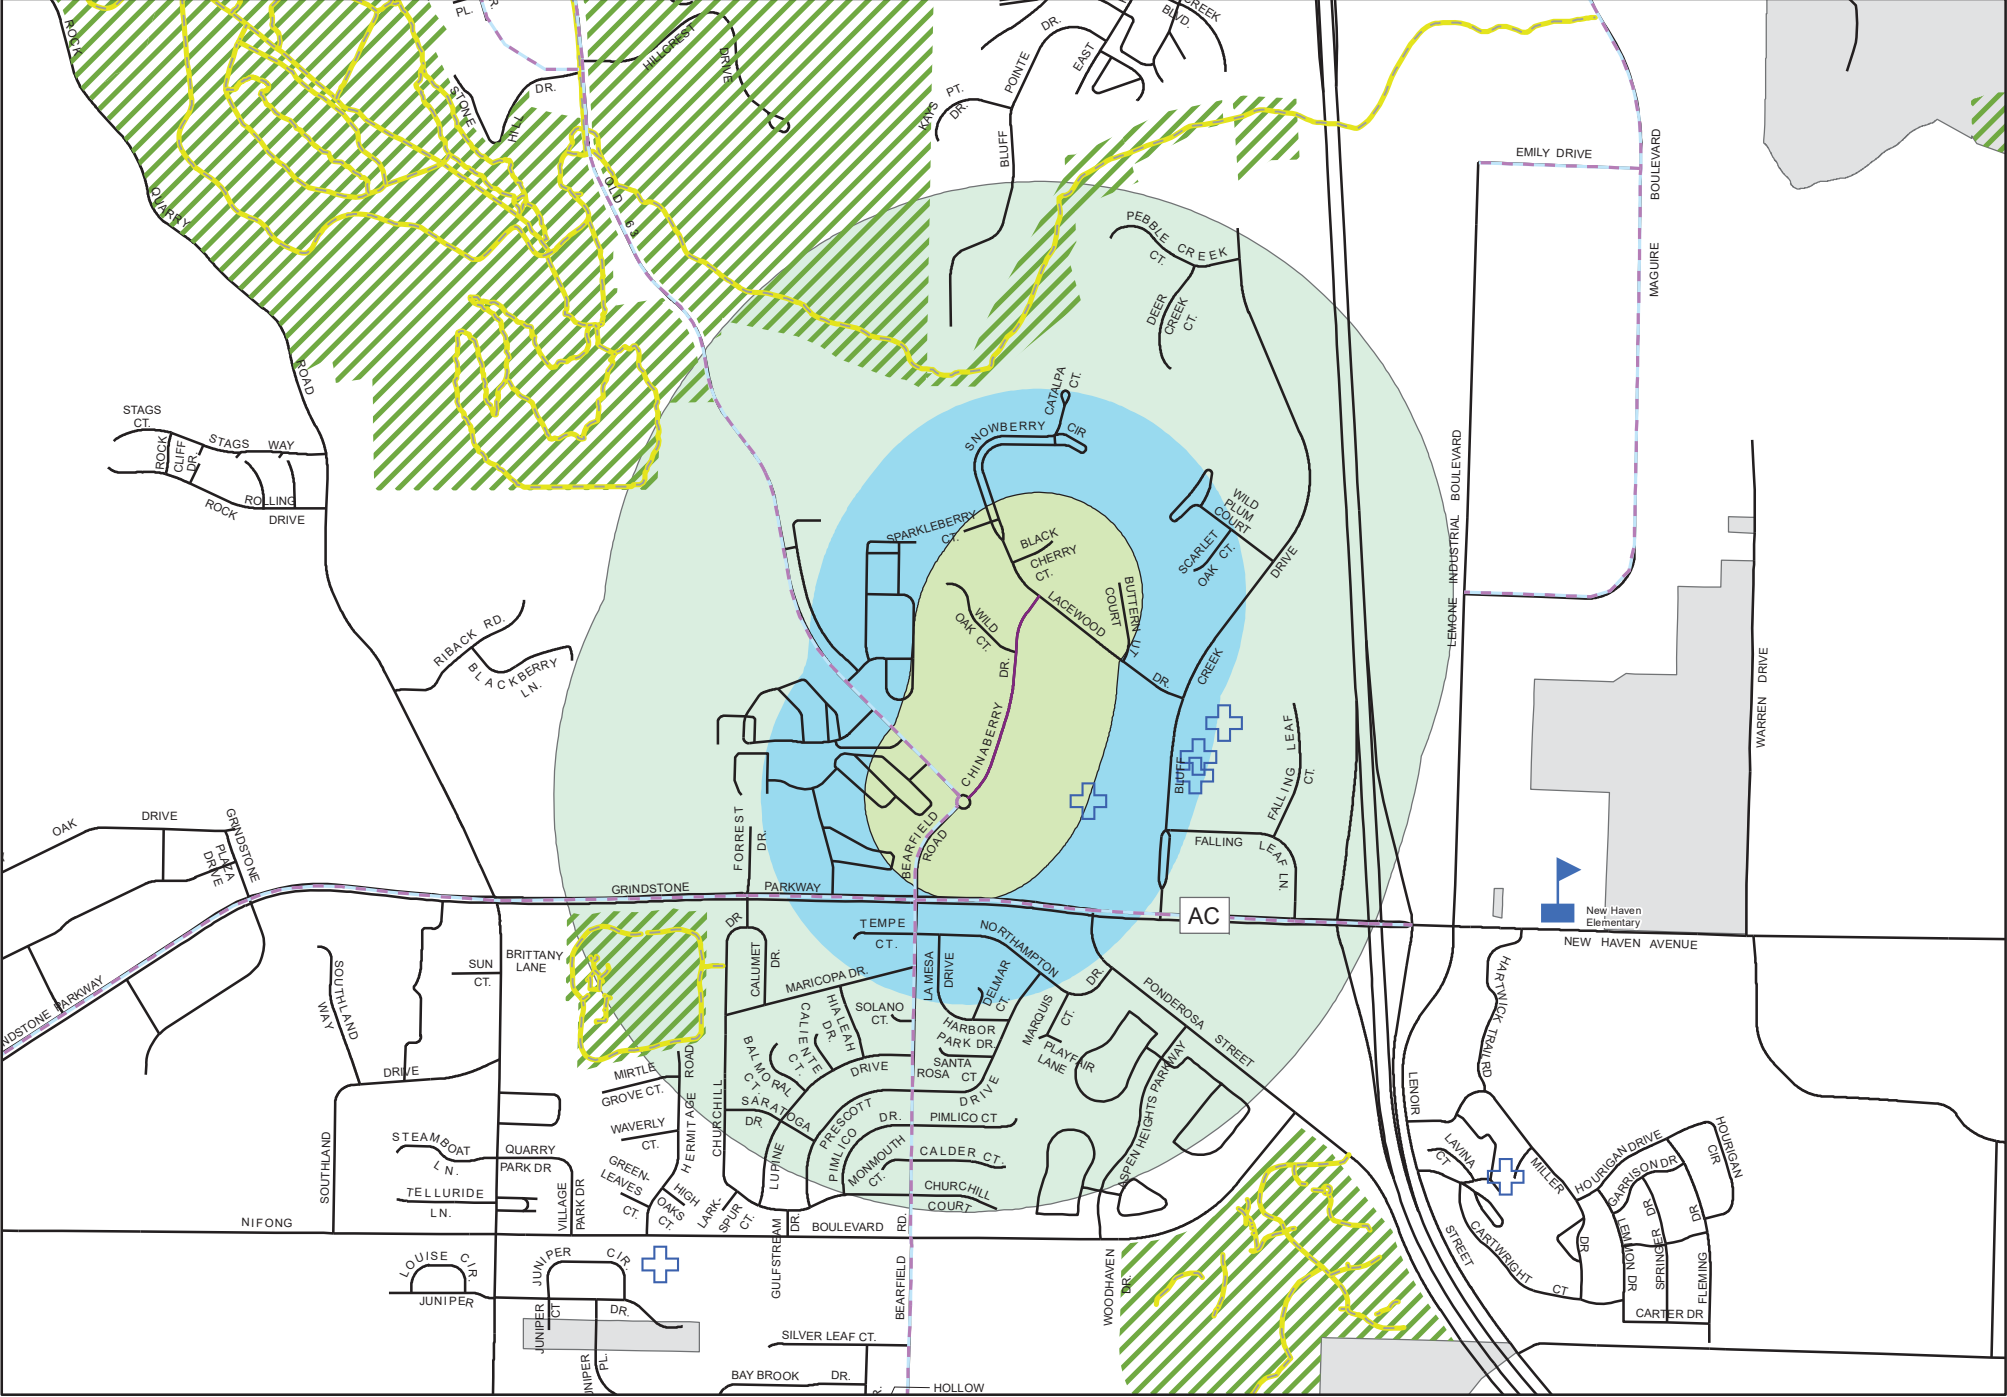 PL.
R.
ROCK
HILLCREST
DRIVE
DR.
STONE
HILL
DR.
EAST
CREEK
BLVD.
POINTE
KAYS
PT.
DR.
BLUFF
EMILY DRIVE
BOULEVARD
MAGUIRE
QUARRY
OLD 63
PEBBLE
CREEK
CT.
DEER
CREEK
CT.
ROAD
STAGS
CT.
STAGS WAY
ROCK
CLIFF
DR.
ROLLING
ROCK
DRIVE
CATALPA
CT.
SNOWBERRY
CIR
LEMONE INDUSTRIAL BOULEVARD
WILD
PLUM
COURT
SCARLET
OAK CT.
DRIVE
SPARKLEBERRY
CT.
BLACK
CHERRY
CT.
BUTTERNUT
COURT
LACEWOOD
WILD
OAK CT.
DR.
DR.
CREEK
RIBACK RD.
BLACKBERRY
LN.
WARREN DRIVE
CHINABERRY
BLUFF
FALLING LEAF
CT.
OAK
DRIVE
GRINDSTONE
PLAZA
DRIVE
FORREST
DR.
BEARFIELD
ROAD
FALLING
LEAF
LN.
GRINDSTONE
PARKWAY
AC
New Haven
Elementary
NEW HAVEN AVENUE
TEMPE
CT.
NORTHAMPTON
DR.
DR
CALUMET
DR.
MARICOPA DR.
LA MESA
DRIVE
DELMAR
CT.
BRITTANY
LANE
SUN
CT.
SOUTHLAND
WAY
NDSTONE PARKWAY
HARTWICK TRAIL RD
PONDEROSA
STREET
SOLANO
CT.
HIALEAH
DR.
CALIENTE
CT.
HARBOR
PARK DR.
MARQUIS
CT.
PLAYFAIR
LANE
SANTA
ROSA CT
DRIVE
BALMORAL
CT.
DRIVE
MIRTLE
GROVE CT.
ROAD
HERMITAGE
CHURCHILL
SARATOGA
DR.
PRESCOTT
DR.
PIMLICO
PIMLICO CT
WAVERLY
CT.
LENOIR
STREET
ASPEN HEIGHTS PARKWAY
DRIVE
STEAMBOAT
LN.
QUARRY
PARK DR
SOUTHLAND
TELLURIDE
LN.
VILLAGE
PARK DR
GREEN-
LEAVES
CT.
HIGH
OAKS
CT.
LARK-
SPUR
CT.
LUPINE
MONMOUTH
CT.
CALDER CT.
CHURCHILL
COURT
LAVINA
CT
MILLER
DR
HOURIGAN DRIVE
GARRISON DR
HOURIGAN
CIR
NIFONG
BOULEVARD
RD.
GULFSTREAM
DR.
BEARFIELD
WOODHAVEN
DR.
CARTWRIGHT
CT
LEMMON DR
SPRINGER
DR
FLEMING
DR
CARTER DR
LOUISE CIR.
JUNIPER
JUNIPER
CIR.
JUNIPER
CT
DR.
JUNIPER
PL.
SILVER LEAF CT.
BAY BROOK
DR.
R.
HOLLOW